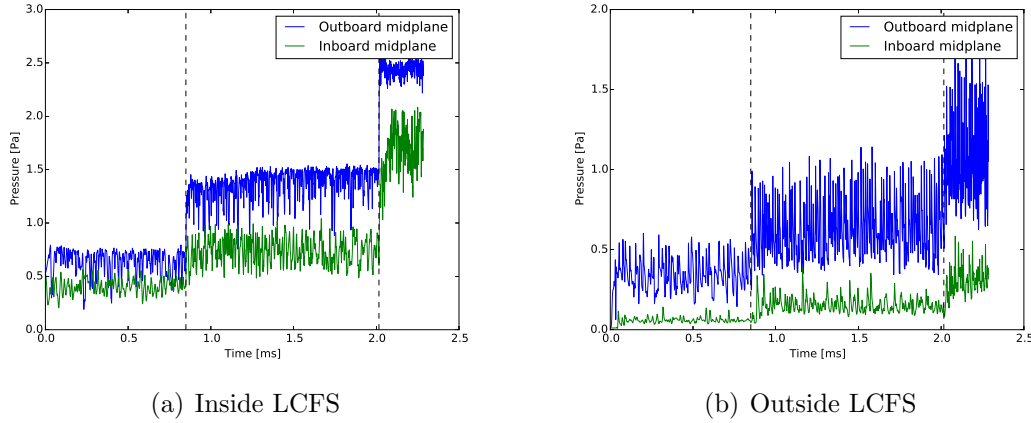 3.0
2.5
2.0
1.5
1.0
0.5
0.0
Pressure [Pa]
0.0 0.5 1.0 1.5 2.0 2.5
Time [ms]
Outboard midplane
Inboard midplane
(a) Inside LCFS
2.0
1.5
1.0
0.5
0.0
Pressure [Pa]
0.0 0.5 1.0 1.5 2.0 2.5
Time [ms]
Outboard midplane
Inboard midplane
(b) Outside LCFS